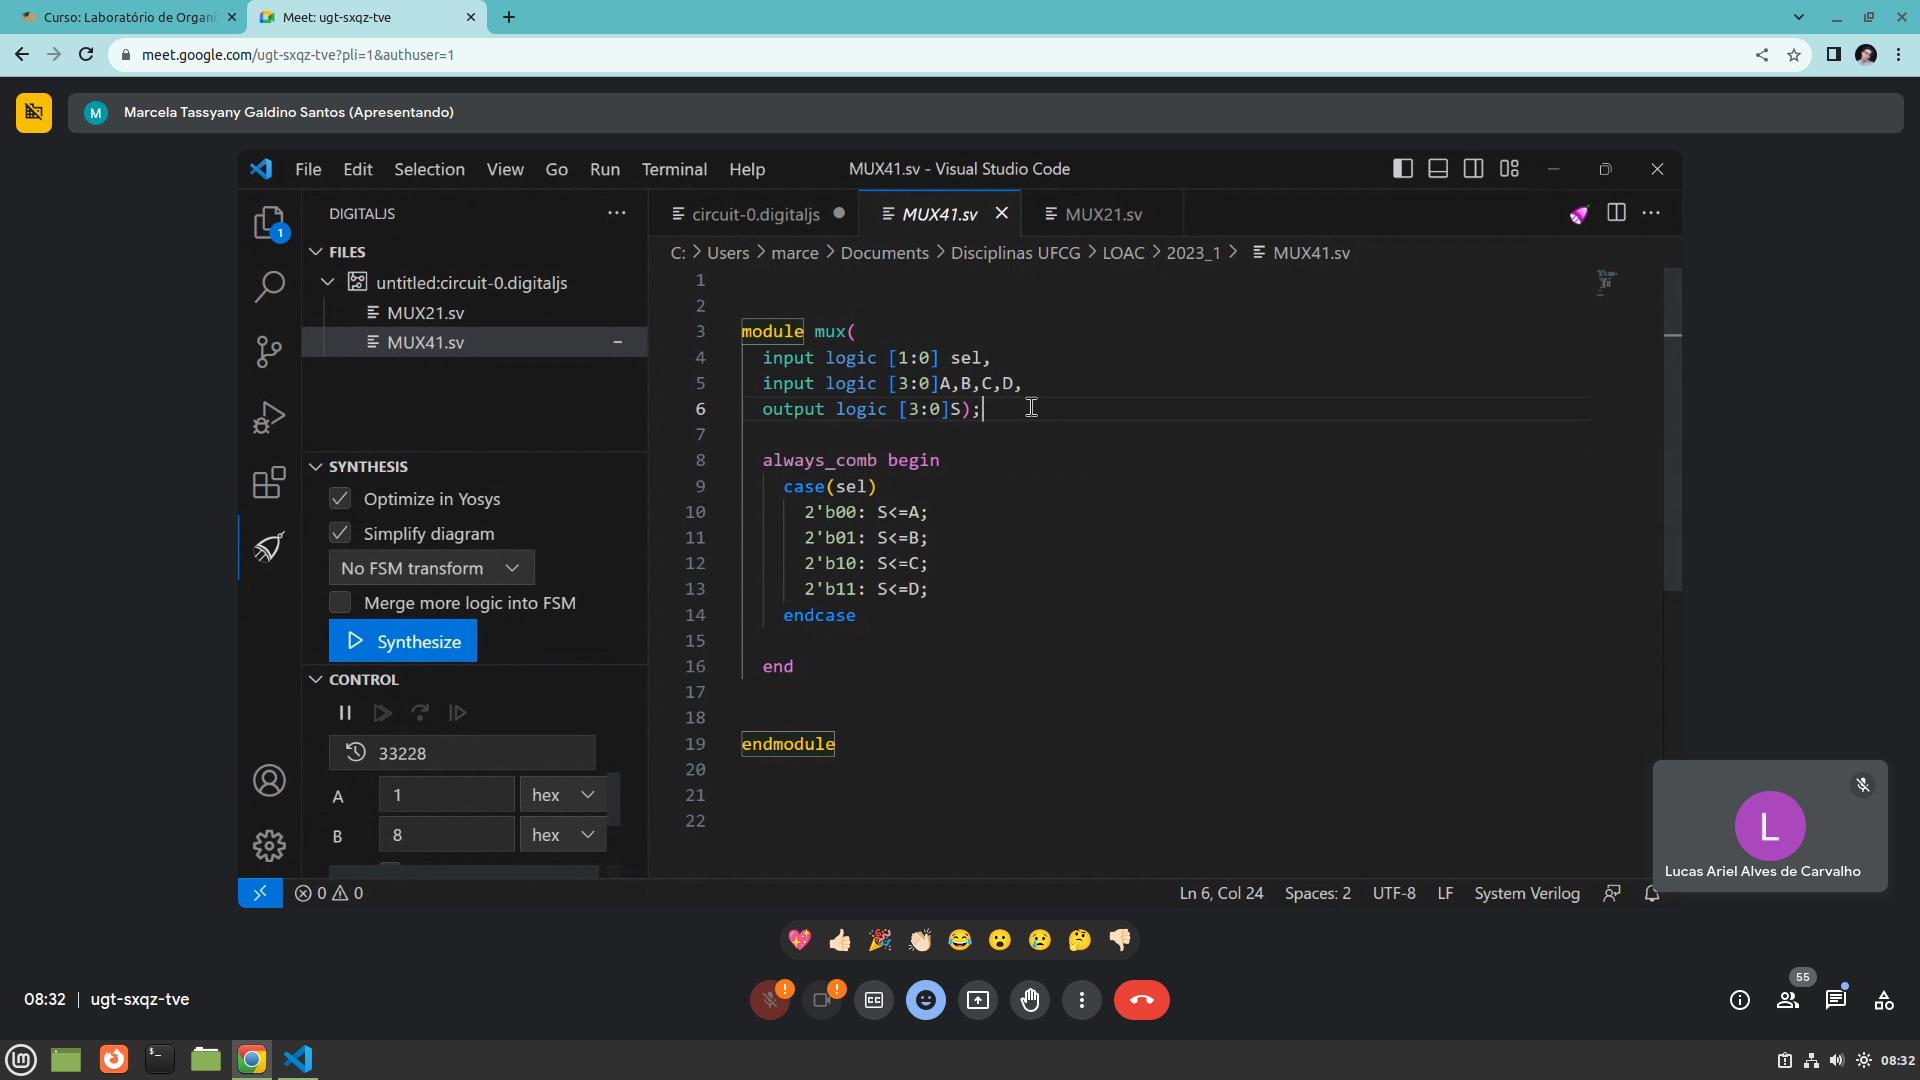 Curso: Laboratório de Organi
Meet: ugt-sxqz-tve
meet.google.com/ugt-sxqz-tve?pli=1&authuser=1
M
Marcela Tassyany Galdino Santos (Apresentando)
File Edit Selection View Go Run Terminal Help
MUX41.sv - Visual Studio Code
DIGITALJS
circuit-0.digitaljs
MUX41.sv
MUX21.sv
C: > Users > marce > Documents > Disciplinas UFCG > LOAC > 2023_1 > MUX41.sv
1
FILES
untitled:circuit-0.digitaljs
MUX21.sv
MUX41.sv
SYNTHESIS
Optimize in Yosys
Simplify diagram
No FSM transform
Merge more logic into FSM
Synthesize
CONTROL
33228
A 1 hex
B 8 hex
1
2
3 module mux(
4 input logic [1:0] sel,
5 input logic [3:0]A,B,C,D,
6 output logic [3:0]S);
7
8 always_comb begin
9 case(sel)
10 2'b00: S<=A;
11 2'b01: S<=B;
12 2'b10: S<=C;
13 2'b11: S<=D;
14 endcase
15
16 end
17
18
19 endmodule
20
21
22
L
Lucas Ariel Alves de Carvalho
0 0
Ln 6, Col 24 Spaces: 2 UTF-8 LF System Verilog
08:32 | ugt-sxqz-tve
55
08:32